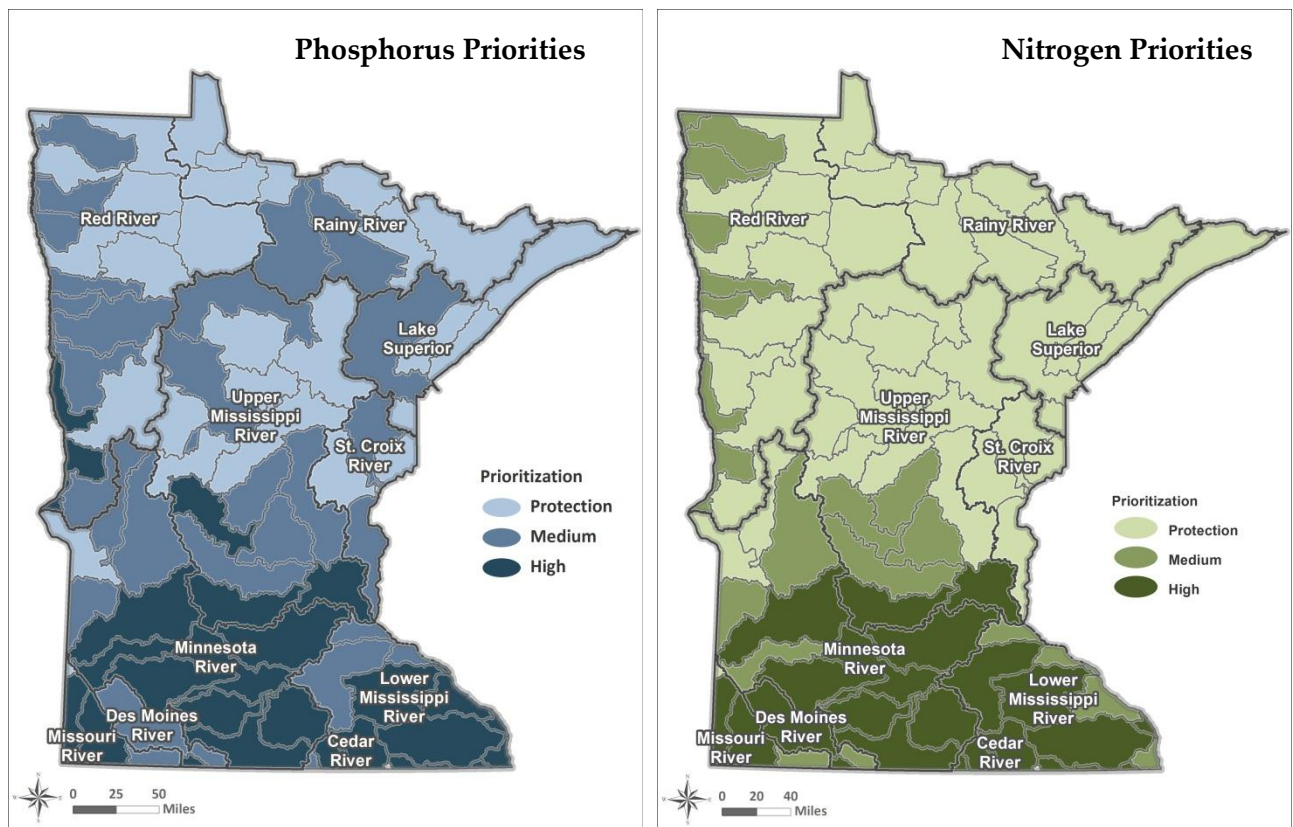 Phosphorus Priorities
Red River
Rainy River
Lake
Superior
Upper
Mississippi
River
St. Croix
River
Prioritization
Protection
Medium
High
Minnesota
River
Lower
Mississippi
River
Des Moines
River
Missouri
River
Cedar
River
N
W
E
S
0 25 50
Miles
Nitrogen Priorities
Red River
Rainy River
Lake
Superior
Upper
Mississippi
River
St. Croix
River
Prioritization
Protection
Medium
High
Minnesota
River
Lower
Mississippi
River
Des Moines
River
Missouri
River
Cedar
River
N
W
E
S
0 20 40
Miles